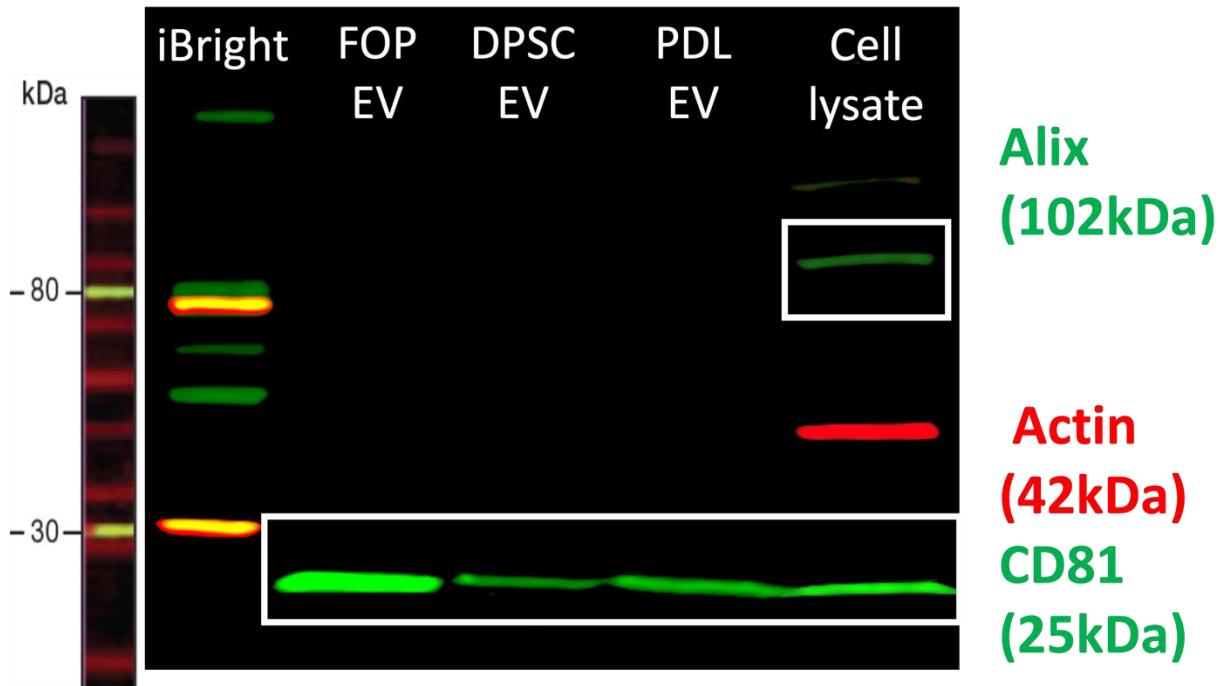 iBright FOP DPSC PDL Cell
EV EV EV lysate
kDa
80
30
Alix
(102kDa)
Actin
(42kDa)
CD81
(25kDa)